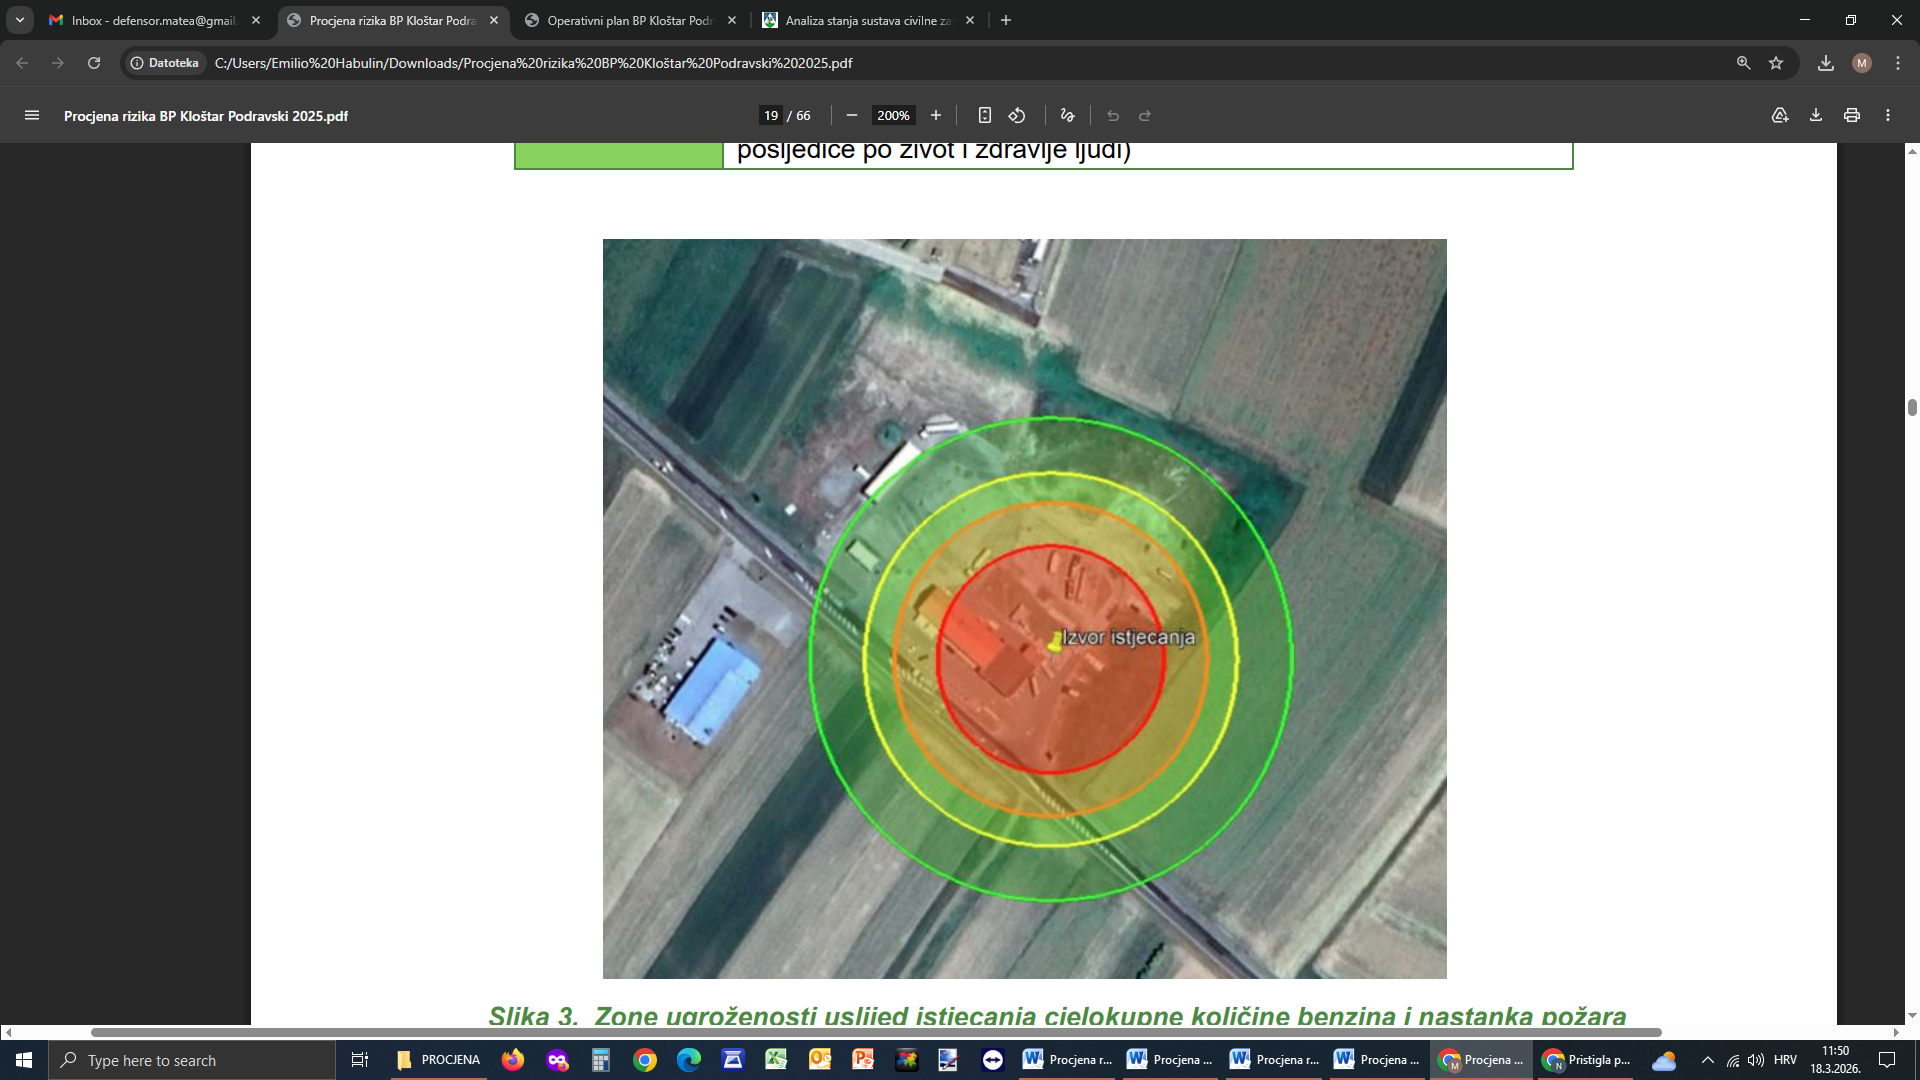 Inbox - defensor.matea@gmail.
Procjena rizika BP Kloštar Podra
Operativni plan BP Kloštar Podr
Analiza stanja sustava civilne za
Datoteka
C:/Users/Emilio%20Habulin/Downloads/Procjena%20rizika%20BP%20Kloštar%20Podravski%202025.pdf
M
Procjena rizika BP Kloštar Podravski 2025.pdf
19 / 66
200%
posljedice po život i zdravlje ljudi)
Izvor istjecanja
Slika 3. Zone ugroženosti uslijed istjecanja cjelokupne količine benzina i nastanka požara
Type here to search
PROCJENA
Procjena r...
Procjena ...
Procjena r...
Procjena ...
Procjena ...
Pristigla p...
HRV
11:50
18.3.2026.